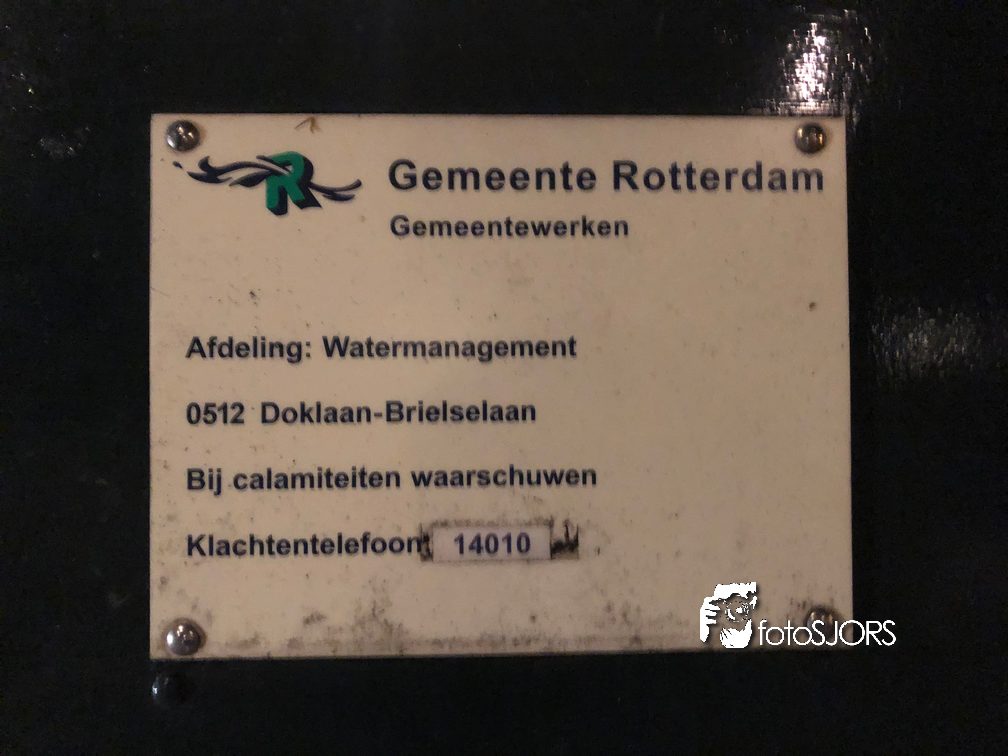 R Gemeente Rotterdam
Gemeentewerken
Afdeling: Watermanagement
0512 Doklaan-Brielselaan
Bij calamiteiten waarschuwen
Klachtentelefoon 14010
fotoSJORS